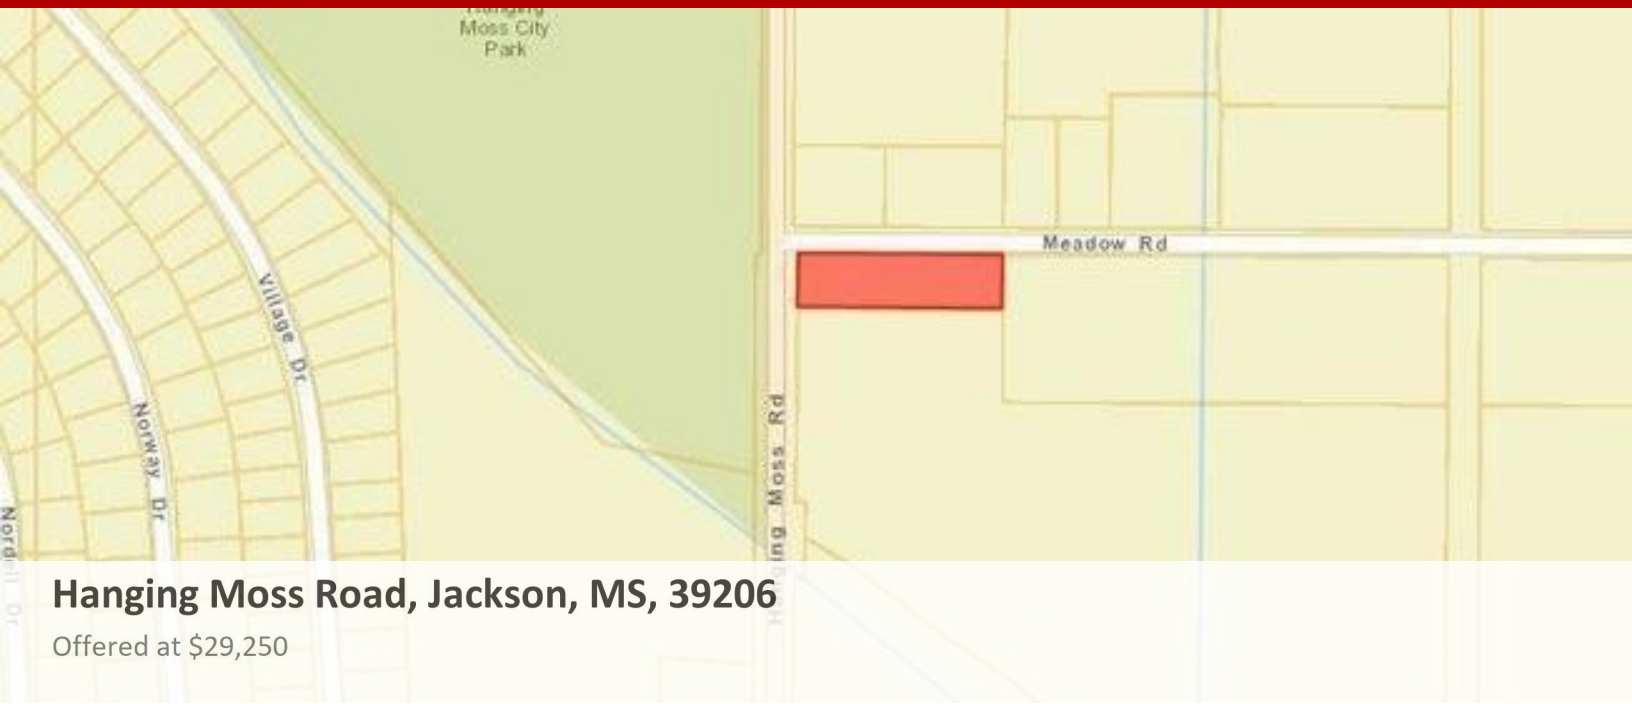 Hanging
Moss City
Park
Meadow Rd
Village Dr
Norway Dr
Hanging Moss Rd
Hanging Moss Road, Jackson, MS, 39206
Offered at $29,250